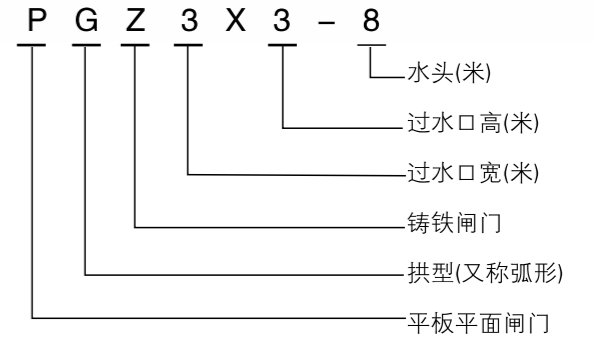 P G Z 3 X 3 - 8
水头(米)
过水口高(米)
过水口宽(米)
铸铁闸门
拱型(又称弧形)
平板平面闸门